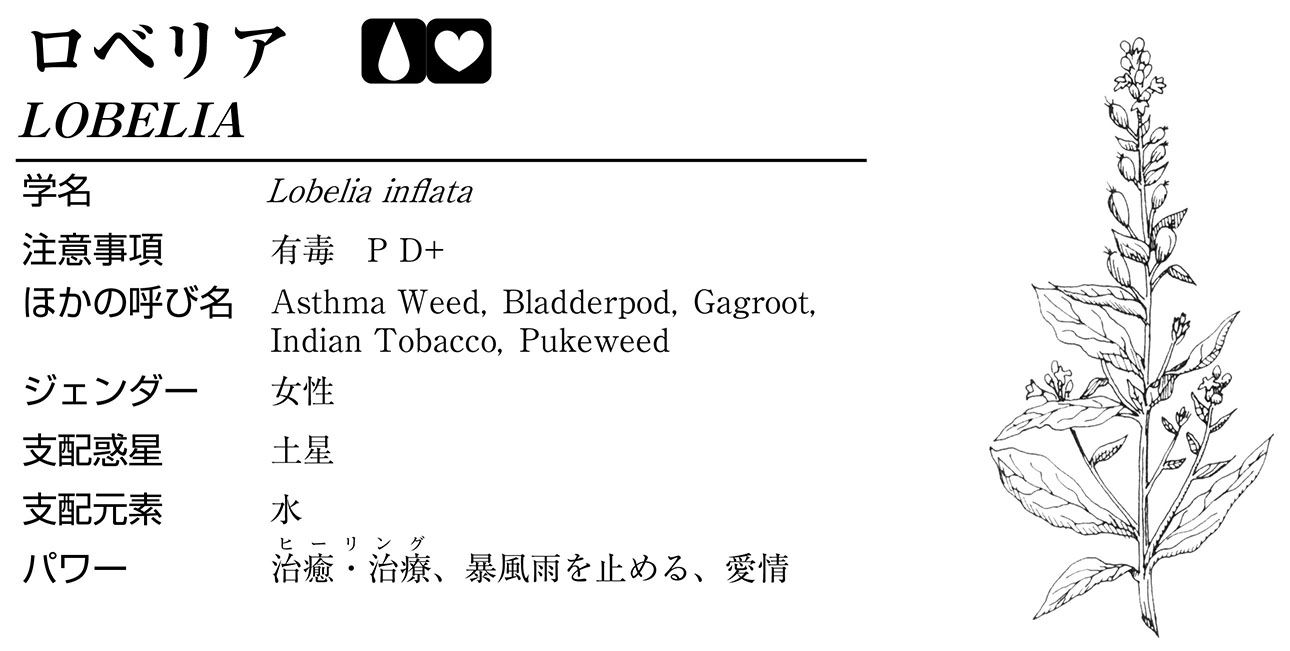 ロベリア
LOBELIA
学名 Lobelia inflata
注意事項 有毒 P D+
ほかの呼び名 Asthma Weed, Bladderpod, Gagroot,
Indian Tobacco, Pukeweed
ジェンダー 女性
支配惑星 土星
支配元素 水
ヒーリング
パワー 治癒・治療、暴風雨を止める、愛情